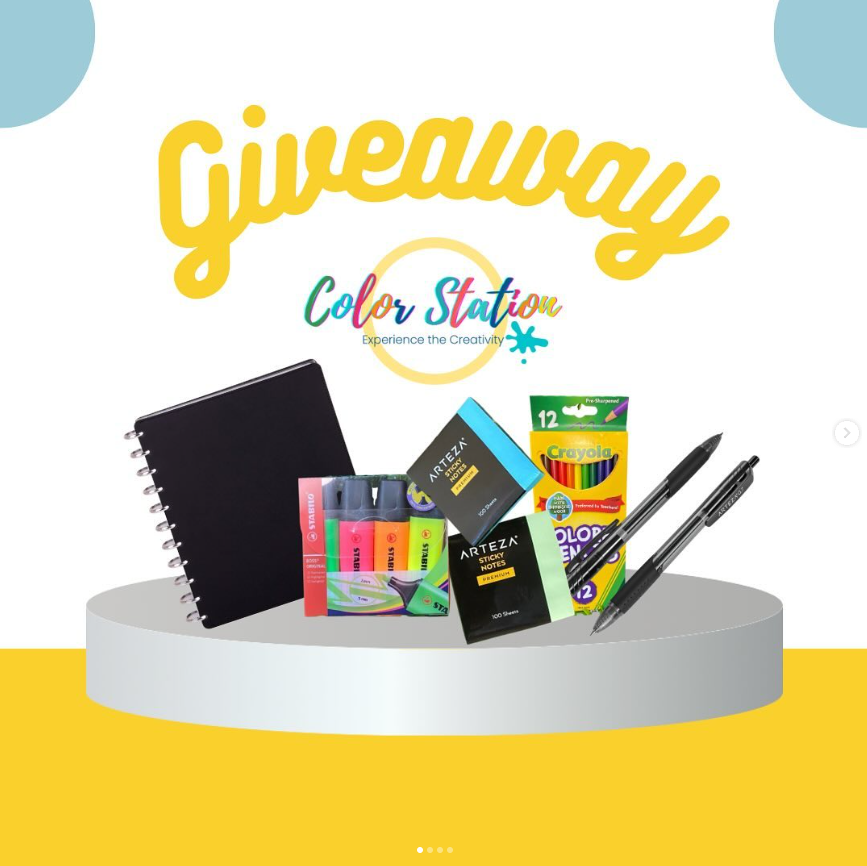 Giveaway
Color Station
Experience the Creativity
12
Pre-Sharpened
Crayola
ARTEZA
STICKY
NOTES
PREMIUM
100 Sheets
STABILO
ARTEZA
STICKY
NOTES
PREMIUM
100 Sheets
12
ARTEZA